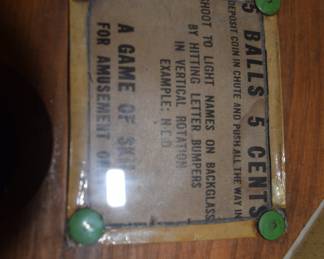 5 BALLS 5 CENTS
DEPOSIT COIN IN CHUTE AND PUSH ALL THE WAY IN
SHOOT TO LIGHT NAMES ON BACKGLASS
BY HITTING LETTER BUMPERS
IN VERTICAL ROTATION
EXAMPLE: N-E-D
A GAME OF
FOR AMUSEMENT